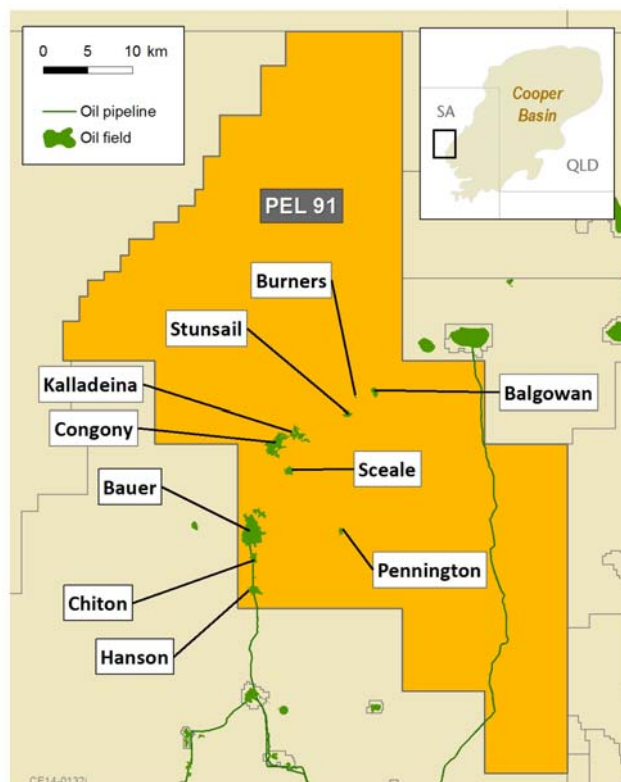 0 5 10 km
Oil pipeline
Oil field
SA
Cooper
Basin
QLD
PEL 91
Burners
Stunsail
Kalladeina
Balgowan
Congony
Sceale
Bauer
Pennington
Chiton
Hanson